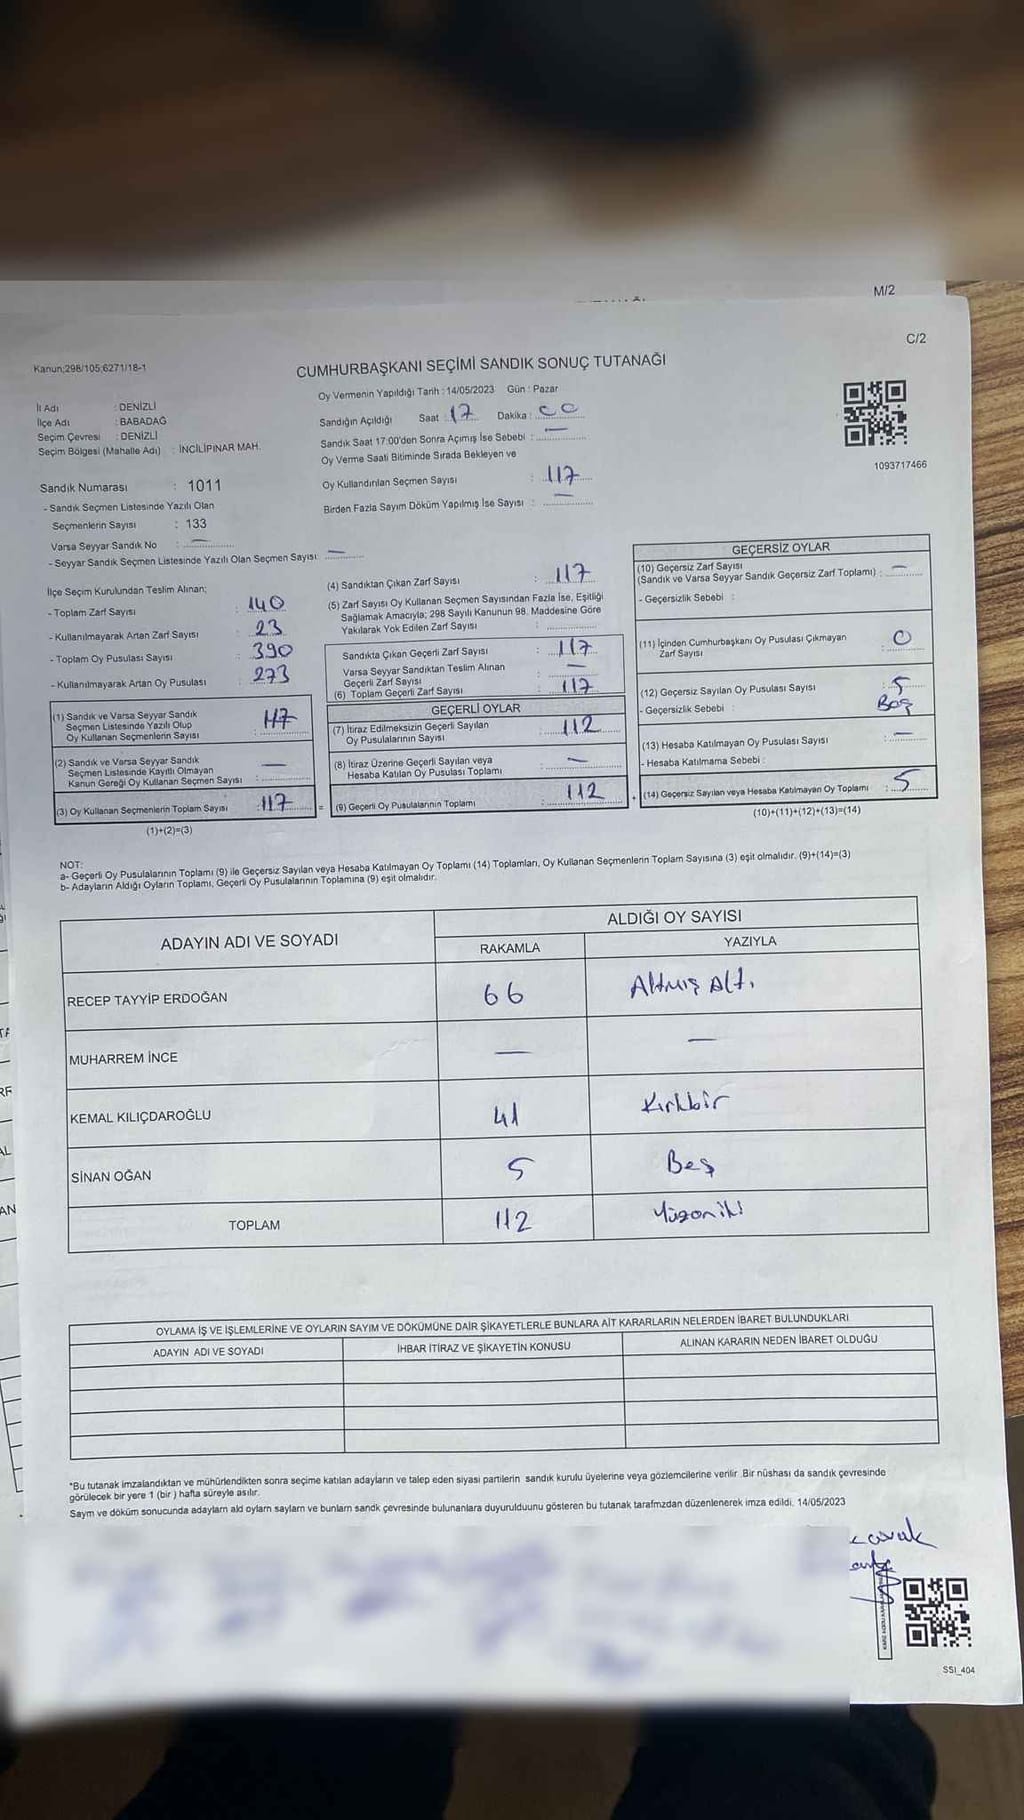 M/2
C/2
Kanun;298/105;6271/18-1
CUMHURBAŞKANI SEÇİMİ SANDIK SONUÇ TUTANAĞI
Oy Vermenin Yapıldığı Tarih : 14/05/2023 Gün : Pazar
İl Adı : DENİZLİ
İlçe Adı : BABADAĞ
Seçim Çevresi : DENİZLİ
Seçim Bölgesi (Mahalle Adı) : İNCİLİPINAR MAH.
Sandığın Açıldığı Saat : 17 Dakika : 00
Sandık Saat 17:00'den Sonra Açımış İse Sebebi : —
Oy Verme Saati Bitiminde Sırada Bekleyen ve
Oy Kullandırılan Seçmen Sayısı : 117
Birden Fazla Sayım Döküm Yapılmış İse Sayısı : —
1093717466
Sandık Numarası : 1011
- Sandık Seçmen Listesinde Yazılı Olan
Seçmenlerin Sayısı : 133
Varsa Seyyar Sandık No : —
- Seyyar Sandık Seçmen Listesinde Yazılı Olan Seçmen Sayısı: —
İlçe Seçim Kurulundan Teslim Alınan;
- Toplam Zarf Sayısı : 140
- Kullanılmayarak Artan Zarf Sayısı : 23
- Toplam Oy Pusulası Sayısı : 390
- Kullanılmayarak Artan Oy Pusulası : 273
(1) Sandık ve Varsa Seyyar Sandık
Seçmen Listesinde Yazılı Olup
Oy Kullanan Seçmenlerin Sayısı : 117
(2) Sandık ve Varsa Seyyar Sandık
Seçmen Listesinde Kayıtlı Olmayan
Kanun Gereği Oy Kullanan Seçmen Sayısı : —
(3) Oy Kullanan Seçmenlerin Toplam Sayısı : 117
(1)+(2)=(3)
(4) Sandıktan Çıkan Zarf Sayısı : 117
(5) Zarf Sayısı Oy Kullanan Seçmen Sayısından Fazla İse, Eşitliği
Sağlamak Amacıyla; 298 Sayılı Kanunun 98. Maddesine Göre
Yakılarak Yok Edilen Zarf Sayısı :
Sandıkta Çıkan Geçerli Zarf Sayısı : 117
Varsa Seyyar Sandıktan Teslim Alınan
Geçerli Zarf Sayısı : —
(6) Toplam Geçerli Zarf Sayısı : 117
GEÇERLİ OYLAR
(7) İtiraz Edilmeksizin Geçerli Sayılan
Oy Pusulalarının Sayısı : 112
(8) İtiraz Üzerine Geçerli Sayılan veya
Hesaba Katılan Oy Pusulası Toplamı : —
= (9) Geçerli Oy Pusulalarının Toplamı : 112
GEÇERSİZ OYLAR
(10) Geçersiz Zarf Sayısı
(Sandık ve Varsa Seyyar Sandık Geçersiz Zarf Toplamı) : —
- Geçersizlik Sebebi :
(11) İçinden Cumhurbaşkanı Oy Pusulası Çıkmayan
Zarf Sayısı : 0
(12) Geçersiz Sayılan Oy Pusulası Sayısı : 5
- Geçersizlik Sebebi : Boş
(13) Hesaba Katılmayan Oy Pusulası Sayısı : —
- Hesaba Katılmama Sebebi :
+ (14) Geçersiz Sayılan veya Hesaba Katılmayan Oy Toplamı : 5
(10)+(11)+(12)+(13)=(14)
NOT:
a- Geçerli Oy Pusulalarının Toplamı (9) ile Geçersiz Sayılan veya Hesaba Katılmayan Oy Toplamı (14) Toplamları, Oy Kullanan Seçmenlerin Toplam Sayısına (3) eşit olmalıdır. (9)+(14)=(3)
b- Adayların Aldığı Oyların Toplamı, Geçerli Oy Pusulalarının Toplamına (9) eşit olmalıdır.
ADAYIN ADI VE SOYADI
ALDIĞI OY SAYISI
RAKAMLA YAZIYLA
RECEP TAYYİP ERDOĞAN 66 Altmış Altı
MUHARREM İNCE — —
KEMAL KILIÇDAROĞLU 41 Kırkbir
SİNAN OĞAN 5 Beş
TOPLAM 112 Yüzoniki
OYLAMA İŞ VE İŞLEMLERİNE VE OYLARIN SAYIM VE DÖKÜMÜNE DAİR ŞİKAYETLERLE BUNLARA AİT KARARLARIN NELERDEN İBARET BULUNDUKLARI
ADAYIN ADI VE SOYADI İHBAR İTİRAZ VE ŞİKAYETİN KONUSU ALINAN KARARIN NEDEN İBARET OLDUĞU
*Bu tutanak imzalandıktan ve mühürlendikten sonra seçime katılan adayların ve talep eden siyasi partilerin sandık kurulu üyelerine veya gözlemcilerine verilir .Bir nüshası da sandık çevresinde
görülecek bir yere 1 (bir ) hafta süreyle asılır.
Saym ve döküm sonucunda adaylarn ald oylarn saylarn ve bunlarn sandk çevresinde bulunanlara duyurulduunu gösteren bu tutanak tarafmzdan düzenlenerek imza edildi. 14/05/2023
SSI_404